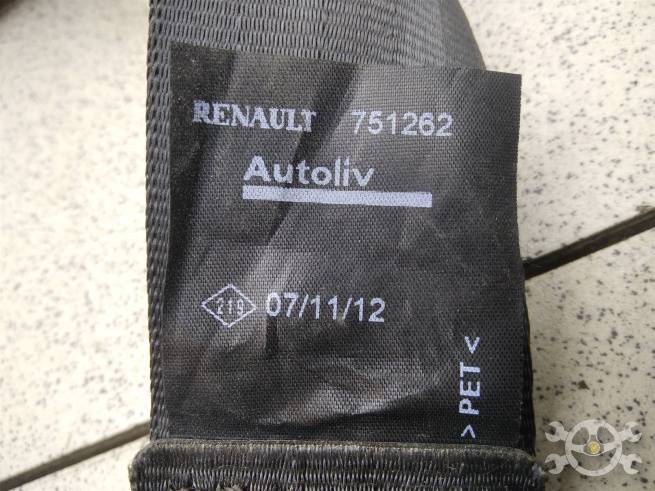 RENAULT 751262
Autoliv
219 07/11/12
>PET<